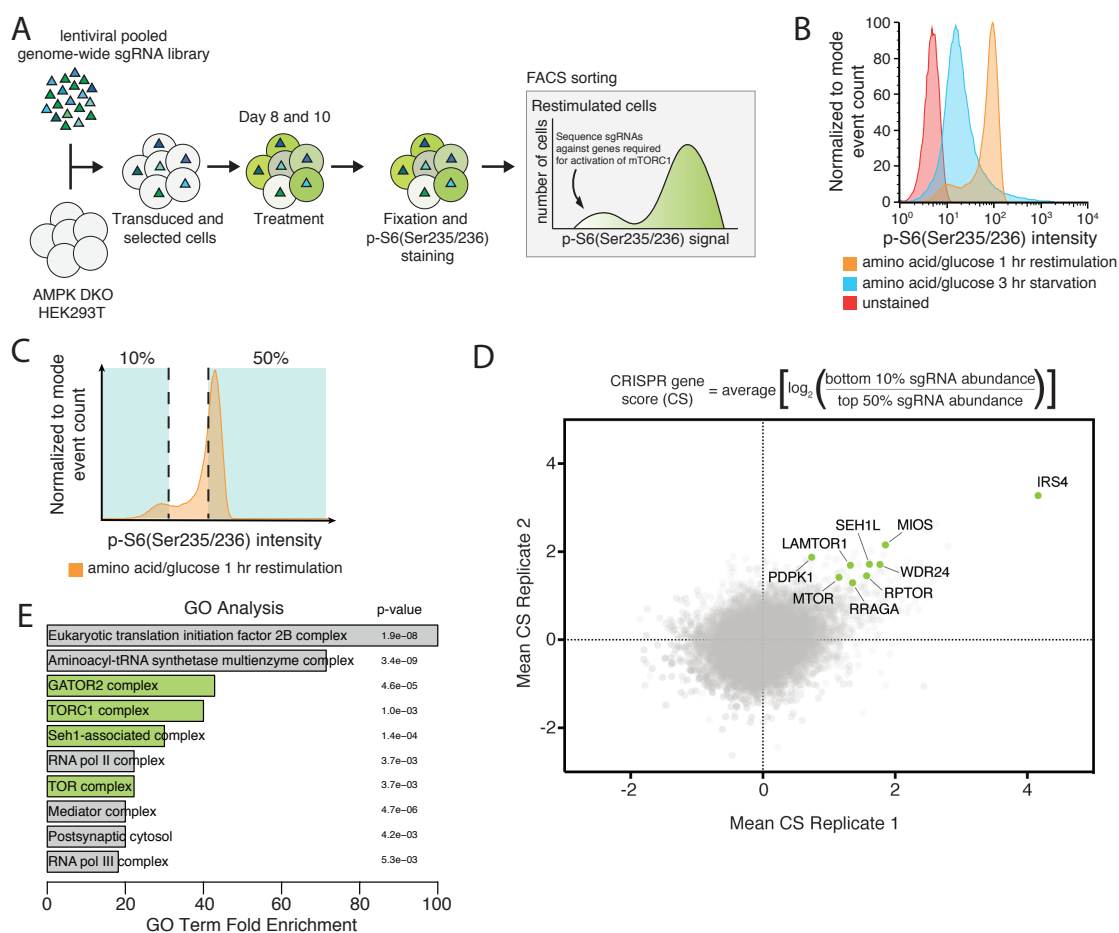 A
lentiviral pooled
genome-wide sgRNA library
AMPK DKO
HEK293T
Transduced and
selected cells
Day 8 and 10
Treatment
Fixation and
p-S6(Ser235/236)
staining
FACS sorting
Restimulated cells
number of cells
Sequence sgRNAs
against genes required
for activation of mTORC1
p-S6(Ser235/236) signal
B
Normalized to mode
event count
100
80
60
40
20
0
10^0 10^1 10^2 10^3 10^4
p-S6(Ser235/236) intensity
amino acid/glucose 1 hr restimulation
amino acid/glucose 3 hr starvation
unstained
C
10% 50%
Normalized to mode
event count
p-S6(Ser235/236) intensity
amino acid/glucose 1 hr restimulation
D
CRISPR gene
score (CS)
= average [log2(bottom 10% sgRNA abundance
top 50% sgRNA abundance)]
Mean CS Replicate 2
4
2
0
-2
IRS4
SEH1L
MIOS
LAMTOR1
WDR24
PDPK1
RPTOR
MTOR
RRAGA
-2 0 2 4
Mean CS Replicate 1
E
GO Analysis p-value
Eukaryotic translation initiation factor 2B complex 1.9e−08
Aminoacyl-tRNA synthetase multienzyme complex 3.4e−09
GATOR2 complex 4.6e−05
TORC1 complex 1.0e−03
Seh1-associated complex 1.4e−04
RNA pol II complex 3.7e−03
TOR complex 3.7e−03
Mediator complex 4.7e−06
Postsynaptic cytosol 4.2e−03
RNA pol III complex 5.3e−03
0 20 40 60 80 100
GO Term Fold Enrichment